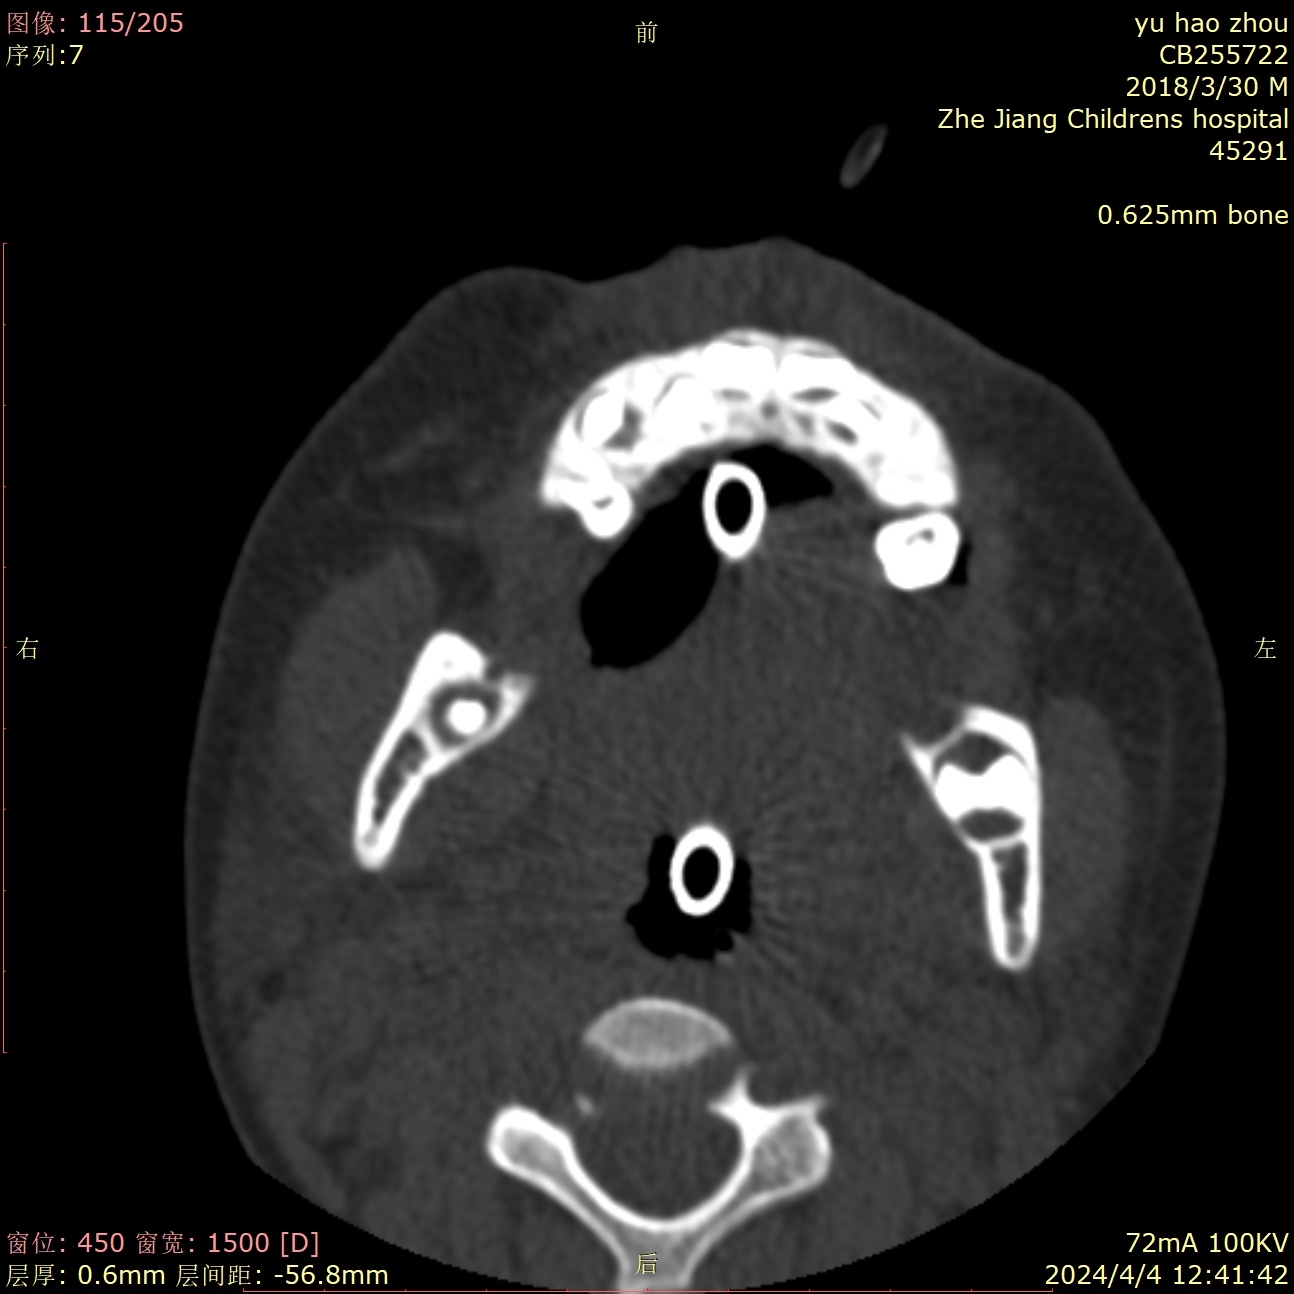 图像: 115/205
序列:7
前
yu hao zhou
CB255722
2018/3/30 M
Zhe Jiang Childrens hospital
45291
0.625mm bone
右
左
窗位: 450 窗宽: 1500 [D]
层厚: 0.6mm 层间距: -56.8mm
后
72mA 100KV
2024/4/4 12:41:42